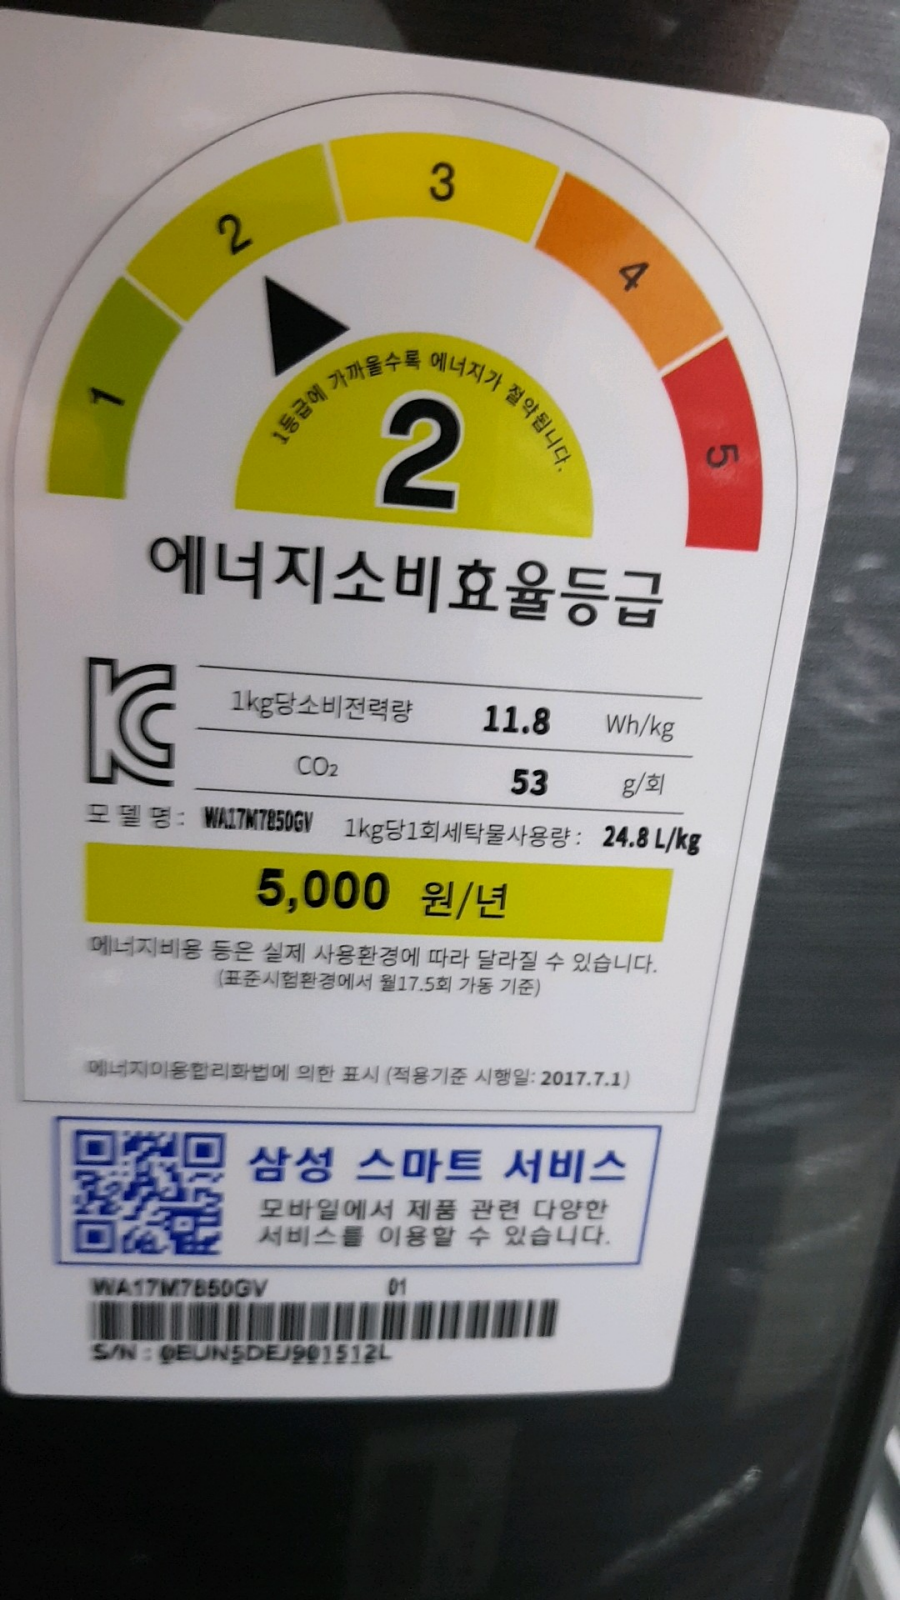 1
2
3
4
5
1등급에 가까울수록 에너지가 절약됩니다.
2
에너지소비효율등급
1kg당소비전력량 11.8 Wh/kg
CO₂ 53 g/회
모델명: WA17M7850GV 1kg당1회세탁물사용량: 24.8 L/kg
5,000 원/년
에너지비용 등은 실제 사용환경에 따라 달라질 수 있습니다.
(표준시험환경에서 월17.5회 가동 기준)
에너지이용합리화법에 의한 표시 (적용기준 시행일: 2017.7.1)
삼성 스마트 서비스
모바일에서 제품 관련 다양한
서비스를 이용할 수 있습니다.
WA17M7850GV 01
S/N : 0EUN5DEJ901512L